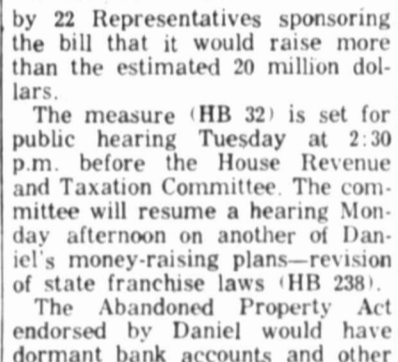 by 22 Representatives sponsoring
the bill that it would raise more
than the estimated 20 million dol-
lars.
The measure (HB 32) is set for
public hearing Tuesday at 2:30
p.m. before the House Revenue
and Taxation Committee. The com-
mittee will resume a hearing Mon-
day afternoon on another of Dan-
iel's money-raising plans—revision
of state franchise laws (HB 238).
The Abandoned Property Act
endorsed by Daniel would have
dormant bank accounts and other